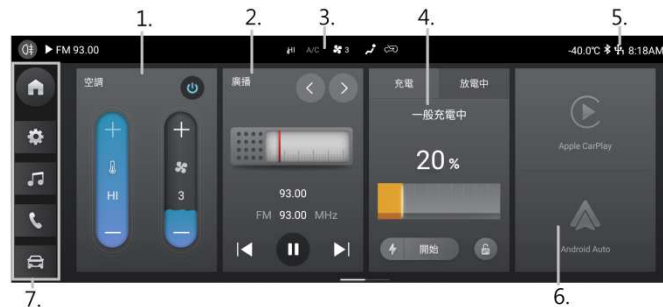 1.
2.
3.
4.
5.
FM 93.00
HI A/C 3
-40.0°C 8:18AM
空調
HI
3
廣播
93.00
FM 93.00 MHz
充電 放電中
一般充電中
20 %
開始
Apple CarPlay
Android Auto
7.
6.